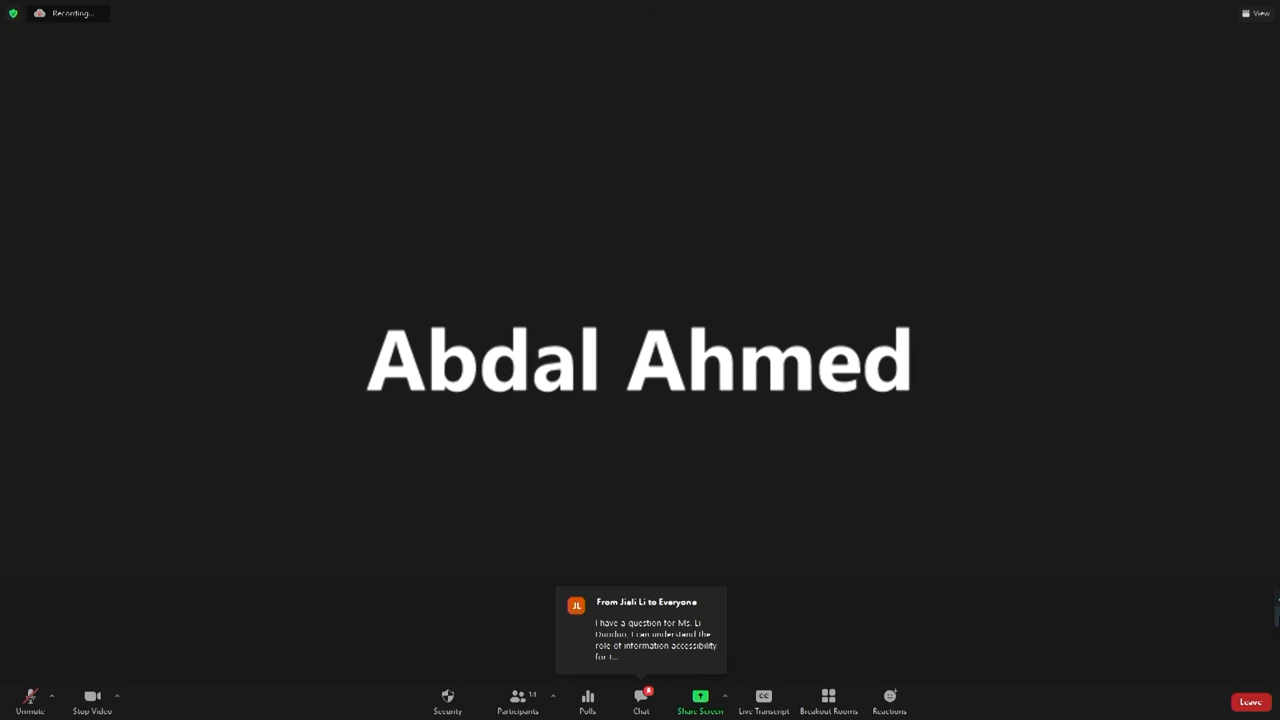 Recording...
View
Abdal Ahmed
JL
From Jiali Li to Everyone
I have a question for Ms. Li
Duoduo, I can understand the
role of information accessibility
for t...
14
8
Unmute
Stop Video
Security
Participants
Polls
Chat
Share Screen
CC
Live Transcript
Breakout Rooms
Reactions
Leave